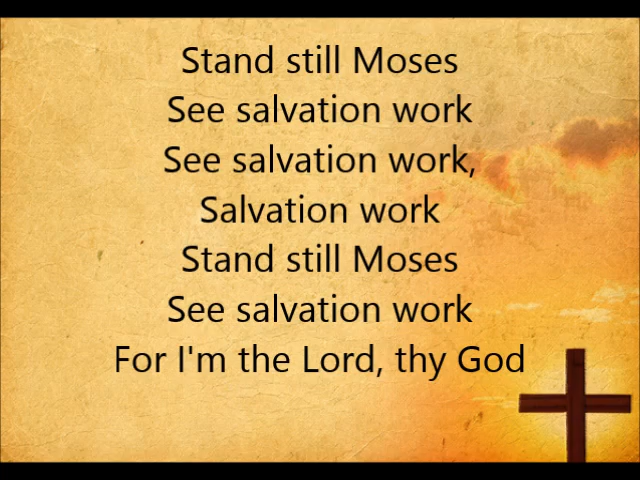 Stand still Moses
See salvation work
See salvation work,
Salvation work
Stand still Moses
See salvation work
For I'm the Lord, thy God